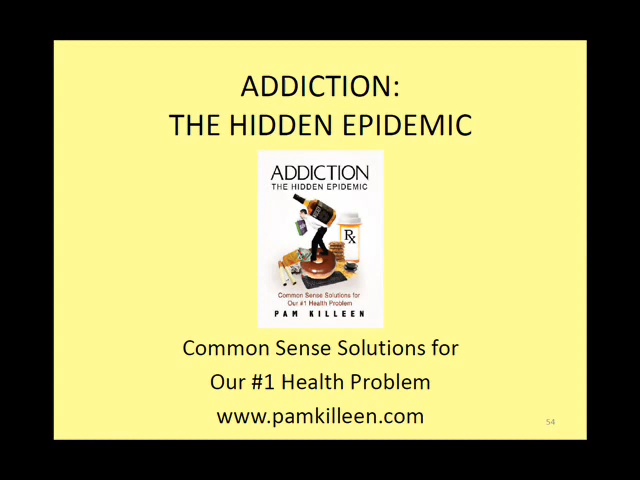 ADDICTION:
THE HIDDEN EPIDEMIC
ADDICTION
THE HIDDEN EPIDEMIC
Rx
Common Sense Solutions for
Our #1 Health Problem
PAM KILLEEN
Common Sense Solutions for
Our #1 Health Problem
www.pamkilleen.com
54